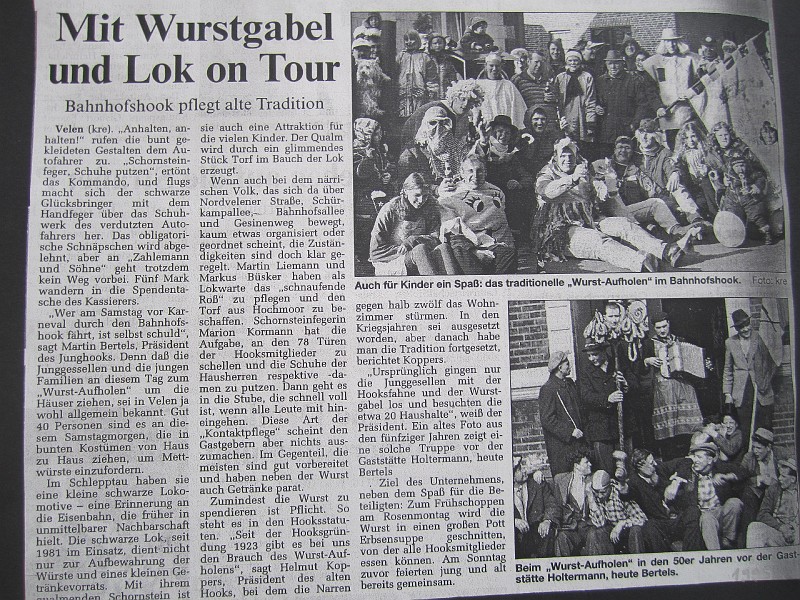 Mit Wurstgabel
und Lok on Tour
Bahnhofshook pflegt alte Tradition
Velen (kre). „Anhalten, an-
halten!“ rufen die bunt ge-
kleideten Gestalten dem Au-
tofahrer zu. „Schornstein-
feger, Schuhe putzen“, ertönt
das Kommando, und flugs
macht sich der schwarze
Glücksbringer mit dem
Handfeger über das Schuh-
werk des verdutzten Auto-
fahrers her. Das obligatori-
sche Schnäpschen wird abge-
lehnt, aber an „Zahlemann
und Söhne“ geht trotzdem
kein Weg vorbei. Fünf Mark
wandern in die Spendenta-
sche des Kassierers.
„Wer am Samstag vor Kar-
neval durch den Bahnhofs-
hook fährt, ist selbst schuld“,
sagt Martin Bertels, Präsident
des Junghooks. Denn daß die
Junggesellen und die jungen
Familien an diesem Tag zum
„Wurst-Aufholen“ um die
Häuser ziehen, sei in Velen ja
wohl allgemein bekannt. Gut
40 Personen sind es an die-
sem Samstagmorgen, die in
bunten Kostümen von Haus
zu Haus ziehen, um Mett-
würste einzufordern.
Im Schlepptau haben sie
eine kleine schwarze Loko-
motive – eine Erinnerung an
die Eisenbahn, die früher in
unmittelbarer Nachbarschaft
hielt. Die schwarze Lok, seit
1981 im Einsatz, dient nicht
nur zur Aufbewahrung der
Würste und eines kleinen Ge-
tränkevorrats. Mit ihrem
qualmenden Schornstein ist
sie auch eine Attraktion für
die vielen Kinder. Der Qualm
wird durch ein glimmendes
Stück Torf im Bauch der Lok
erzeugt.
Wenn auch bei dem närri-
schen Volk, das sich da über
Nordvelener Straße, Schür-
kampallee, Bahnhofsallee
und Gesinenweg bewegt,
kaum etwas organisiert oder
geordnet scheint, die Zustän-
digkeiten sind doch klar ge-
regelt. Martin Liemann und
Markus Büsker haben als
Lokwarte das „schnaufende
Roß“ zu pflegen und den
Torf aus Hochmoor zu be-
schaffen. Schornsteinfegerin
Marion Kormann hat die
Aufgabe, an den 78 Türen
der Hooksmitglieder zu
schellen und die Schuhe der
Hausherren respektive -da-
men zu putzen. Dann geht es
in die Stube, die schnell voll
ist, wenn alle Leute mit hin-
eingehen. Diese Art der
„Kontaktpflege“ scheint den
Gastgebern aber nichts aus-
zumachen. Im Gegenteil, die
meisten sind gut vorbereitet
und haben neben der Wurst
auch Getränke parat.
Zumindest die Wurst zu
spendieren ist Pflicht. So
steht es in den Hooksstatu-
ten. „Seit der Hooksgrün-
dung 1923 gibt es bei uns
den Brauch des Wurst-Auf-
holens“, sagt Helmut Kop-
pers, Präsident des alten
Hooks, bei dem die Narren
Auch für Kinder ein Spaß: das traditionelle „Wurst-Aufholen“ im Bahnhofshook. Foto: kre
gegen halb zwölf das Wohn-
zimmer stürmen. In den
Kriegsjahren sei ausgesetzt
worden, aber danach habe
man die Tradition fortgesetzt,
berichtet Koppers.
„Ursprünglich gingen nur
die Junggesellen mit der
Hooksfahne und der Wurst-
gabel los und besuchten die
etwa 20 Haushalte“, weiß der
Präsident. Ein altes Foto aus
den fünfziger Jahren zeigt ei-
ne solche Truppe vor der
Gaststätte Holtermann, heute
Bertels
Ziel des Unternehmens,
neben dem Spaß für die Be-
teiligten: Zum Frühschoppen
am Rosenmontag wird die
Wurst in einen großen Pott
Erbsensuppe geschnitten,
von der alle Hooksmitglieder
essen können. Am Sonntag
zuvor feierten jung und alt
bereits gemeinsam.
Beim „Wurst-Aufholen“ in den 50er Jahren vor der Gast-
stätte Holtermann, heute Bertels.